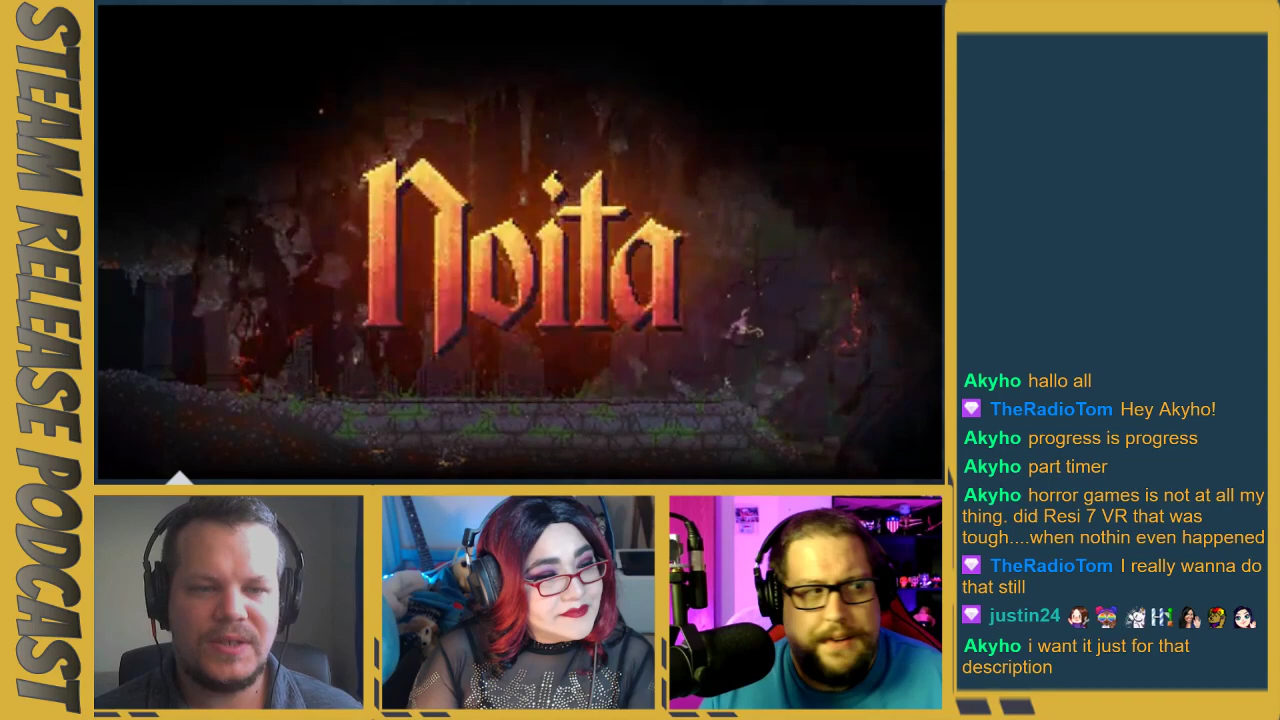 STEAM RELEASE PODCAST
Noita
Akyho hallo all
TheRadioTom Hey Akyho!
Akyho progress is progress
Akyho part timer
Akyho horror games is not at all my
thing. did Resi 7 VR that was
tough....when nothin even happened
TheRadioTom I really wanna do
that still
justin24
Akyho i want it just for that
description